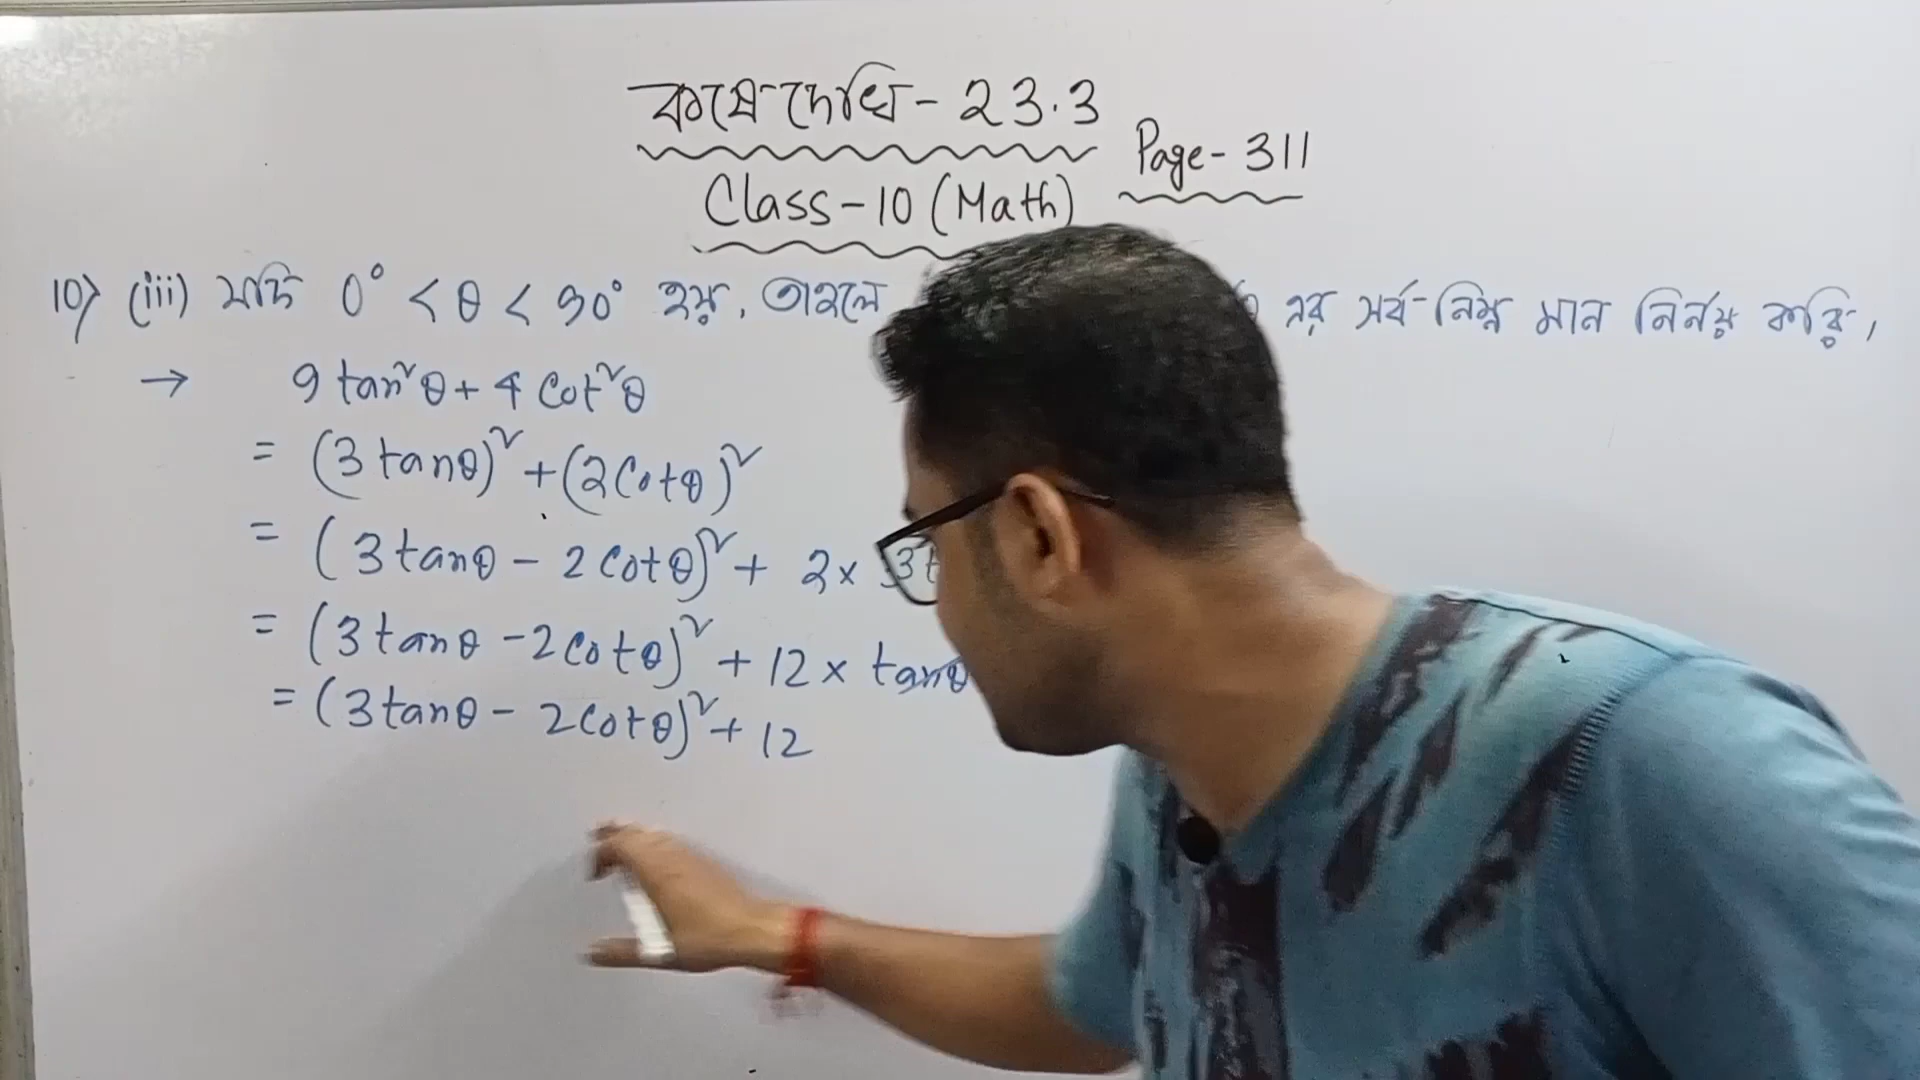 কষে দেখি - 23.3
Page - 311
Class - 10 (Math)
10) (iii) যদি 0° < θ < 90° হয়, তাহলে এর সর্ব-নিম্ন মান নির্ণয় করি,
→ 9 tan²θ + 4 Cot²θ
= (3 tanθ)² + (2 Cotθ)²
= (3 tanθ - 2 Cotθ)² + 2 ×
= (3 tanθ - 2 Cotθ)² + 12 × tanθ
= (3 tanθ - 2 Cotθ)² + 12